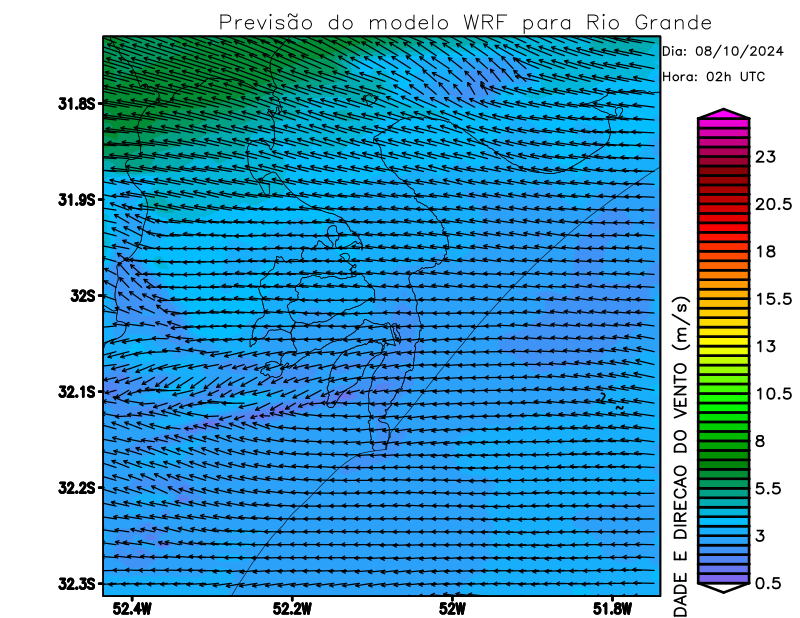 Previsão do modelo WRF para Rio Grande
Dia: 08/10/2024
Hora: 02h UTC
31.8S
31.9S
32S
32.1S
32.2S
32.3S
52.4W
52.2W
52W
51.8W
23
20.5
18
15.5
13
10.5
8
5.5
3
0.5
DADE E DIRECAO DO VENTO (m/s)